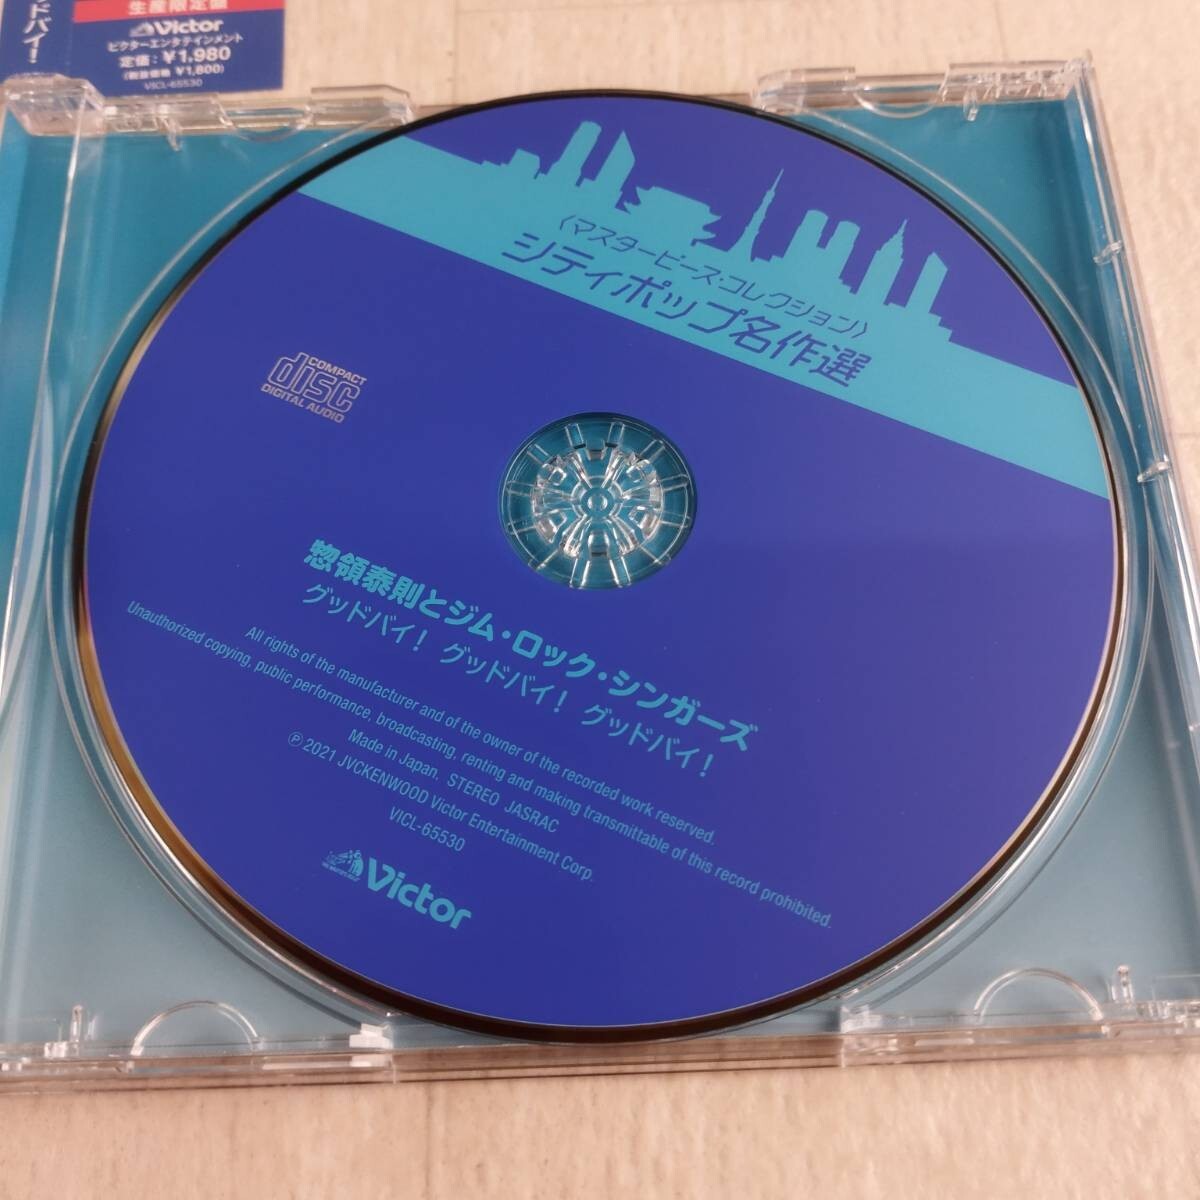 ドバイ!
生産限定盤
Victor
ビクターエンタテインメント
定価:￥1,980
(税抜価格 ￥1,800)
VICL-65530
〈マスターピース・コレクション〉
シティポップ名作選
COMPACT
disc
DIGITAL AUDIO
惣領泰則とジム・ロック・シンガーズ
グッドバイ! グッドバイ! グッドバイ!
All rights of the manufacturer and of the owner of the recorded work reserved.
Unauthorized copying, public performance, broadcasting, renting and making transmittable of this record prohibited.
Made in Japan. STEREO JASRAC
Ⓟ 2021 JVCKENWOOD Victor Entertainment Corp.
VICL-65530
Victor